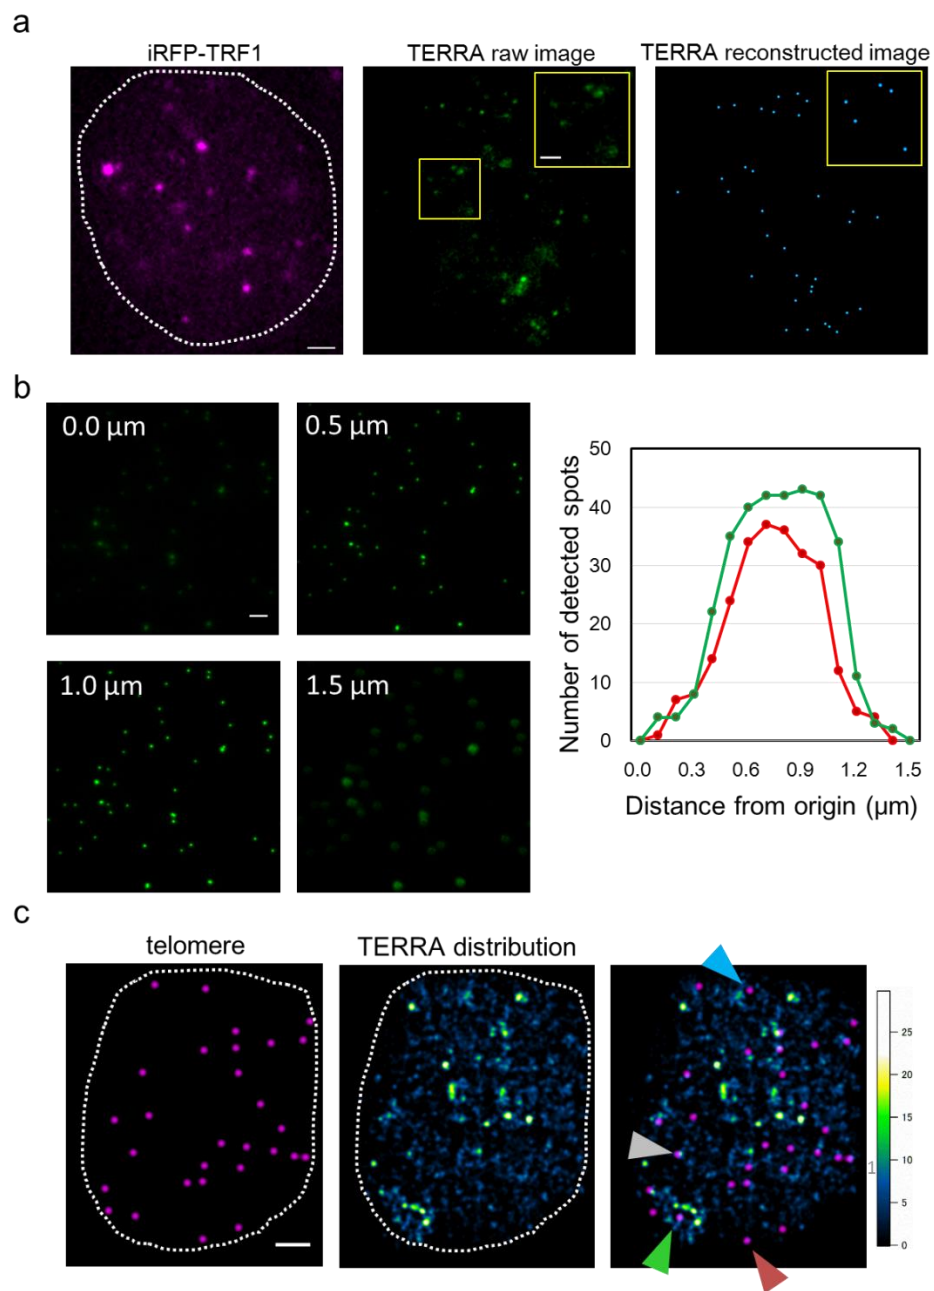 a
iRFP-TRF1
TERRA raw image
TERRA reconstructed image
b
0.0 µm
0.5 µm
1.0 µm
1.5 µm
Number of detected spots
50
40
30
20
10
0
0.0 0.3 0.6 0.9 1.2 1.5
Distance from origin (µm)
c
telomere
TERRA distribution
25
20
15
10
5
0
1